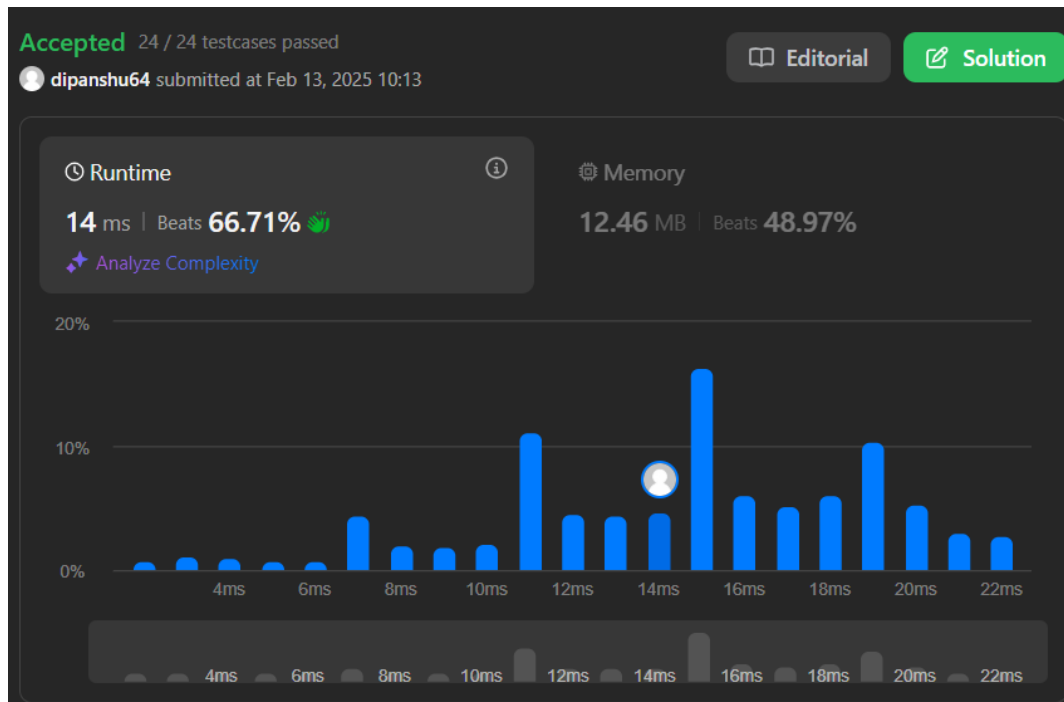 Accepted 24 / 24 testcases passed
dipanshu64 submitted at Feb 13, 2025 10:13
Editorial
Solution
Runtime
14 ms | Beats 66.71%
Analyze Complexity
Memory
12.46 MB | Beats 48.97%
20%
10%
0%
4ms 6ms 8ms 10ms 12ms 14ms 16ms 18ms 20ms 22ms
4ms 6ms 8ms 10ms 12ms 14ms 16ms 18ms 20ms 22ms